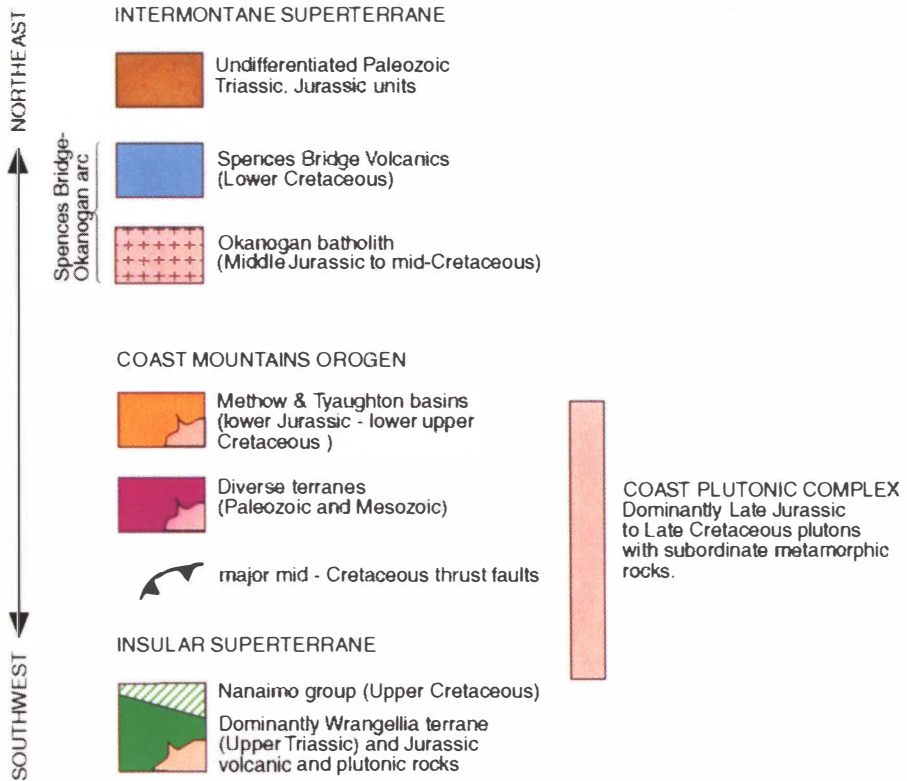 NORTHEAST
SOUTHWEST
INTERMONTANE SUPERTERRANE
Undifferentiated Paleozoic
Triassic, Jurassic units
Spences Bridge-
Okanogan arc
Spences Bridge Volcanics
(Lower Cretaceous)
Okanogan batholith
(Middle Jurassic to mid-Cretaceous)
COAST MOUNTAINS OROGEN
Methow & Tyaughton basins
(lower Jurassic - lower upper
Cretaceous )
Diverse terranes
(Paleozoic and Mesozoic)
major mid - Cretaceous thrust faults
COAST PLUTONIC COMPLEX
Dominantly Late Jurassic
to Late Cretaceous plutons
with subordinate metamorphic
rocks.
INSULAR SUPERTERRANE
Nanaimo group (Upper Cretaceous)
Dominantly Wrangellia terrane
(Upper Triassic) and Jurassic
volcanic and plutonic rocks